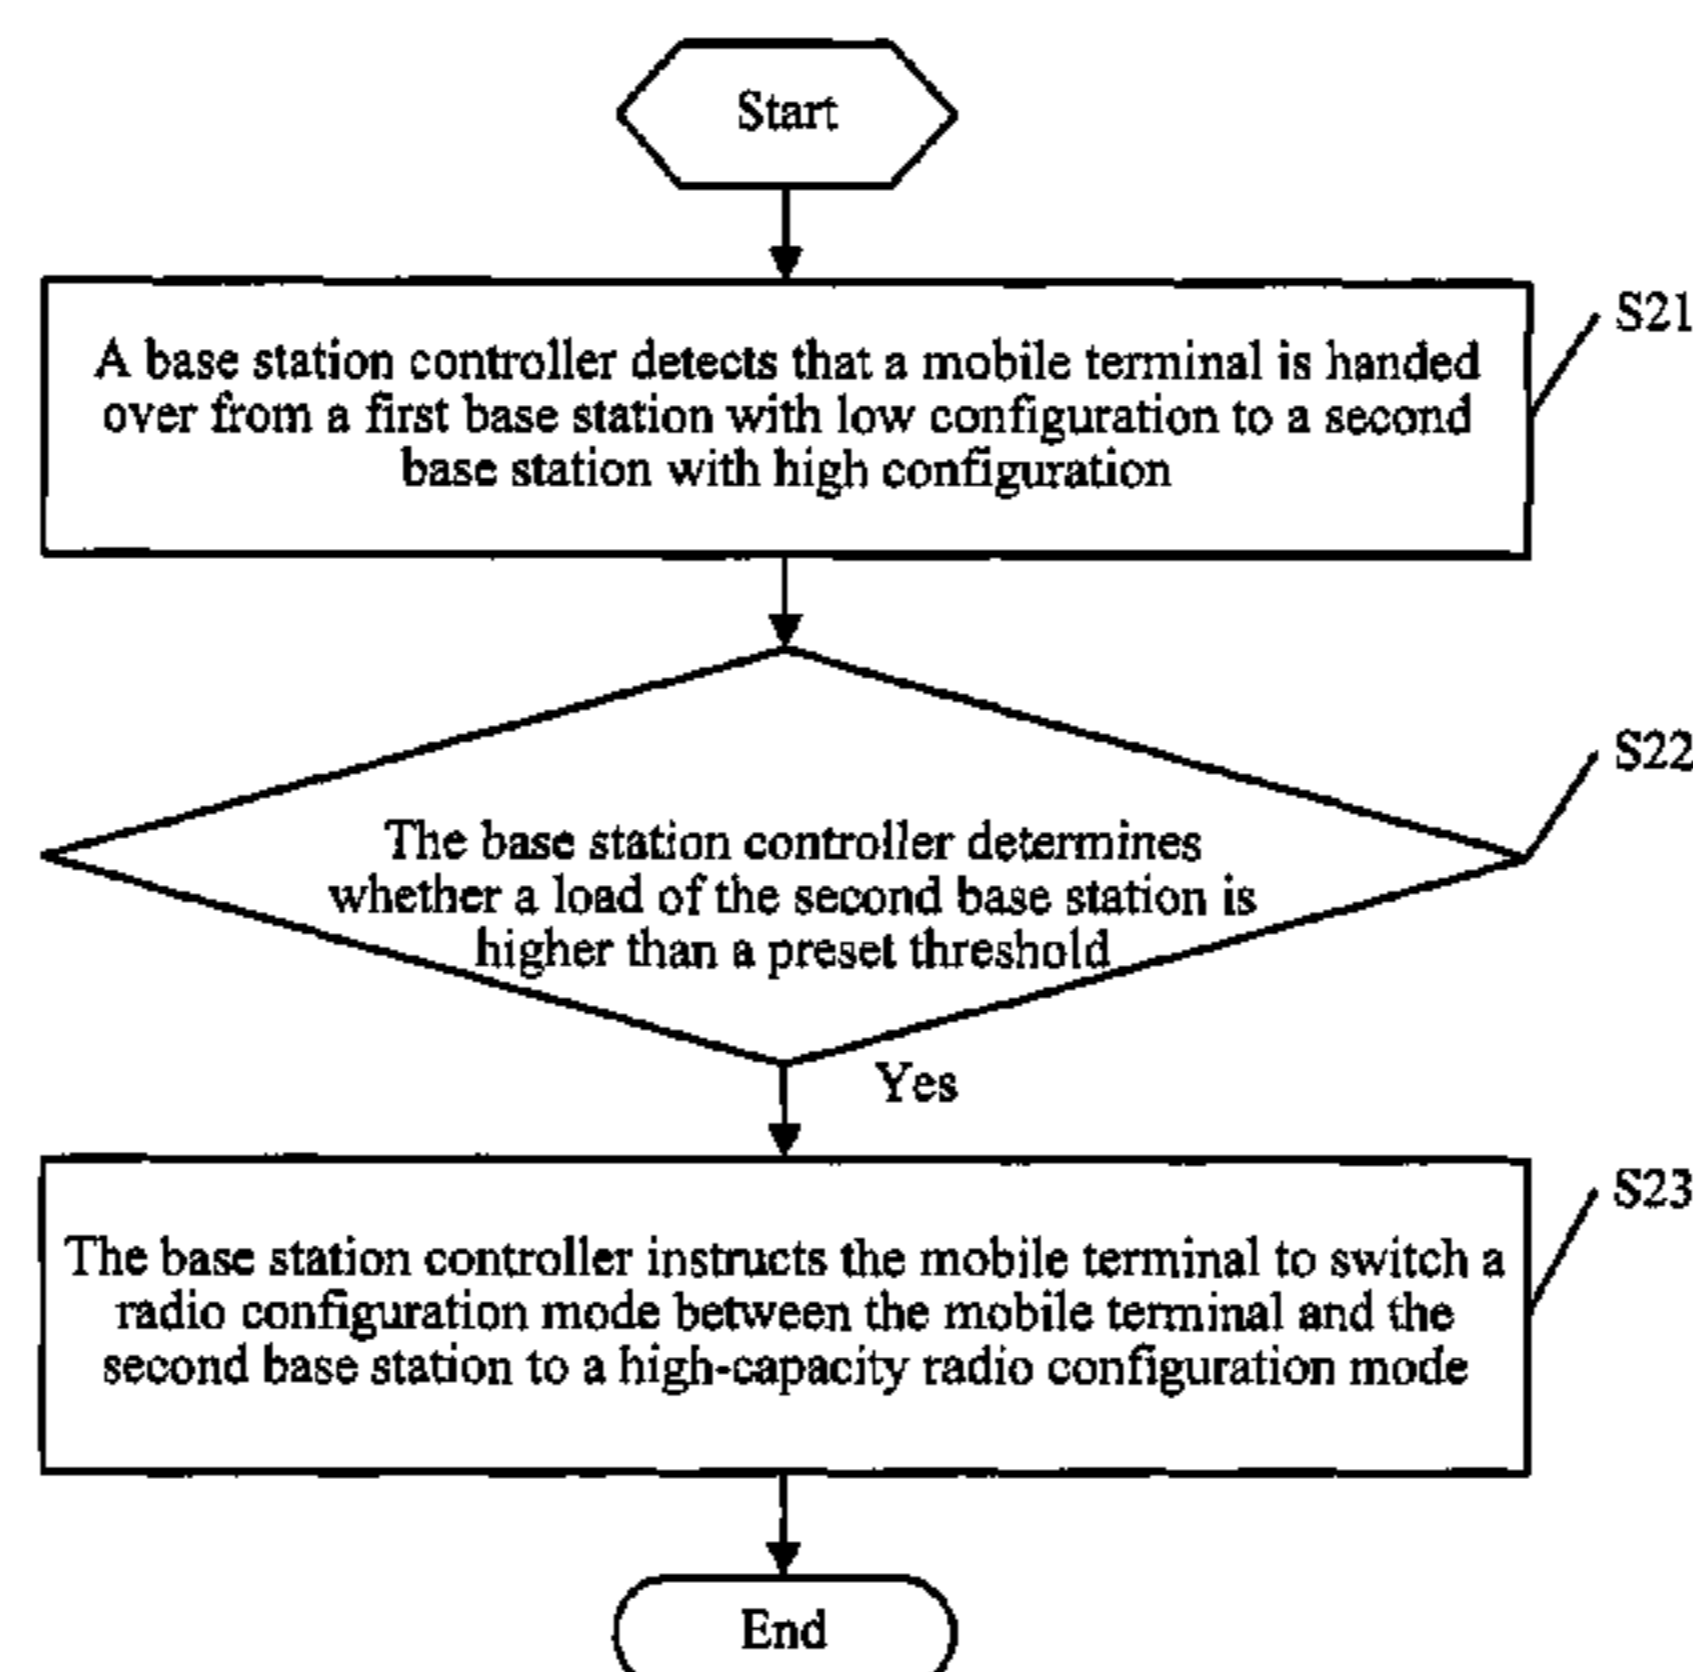 Start
A base station controller detects that a mobile terminal is handed
over from a first base station with low configuration to a second
base station with high configuration
S21
The base station controller determines
whether a load of the second base station is
higher than a preset threshold
S22
Yes
The base station controller instructs the mobile terminal to switch a
radio configuration mode between the mobile terminal and the
second base station to a high-capacity radio configuration mode
S23
End